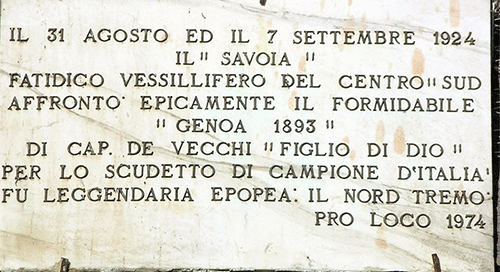 IL 31 AGOSTO ED IL 7 SETTEMBRE 1924
IL "SAVOIA"
FATIDICO VESSILLIFERO DEL CENTRO "SUD
AFFRONTO' EPICAMENTE IL FORMIDABILE
"GENOA 1893"
DI CAP. DE VECCHI "FIGLIO DI DIO"
PER LO SCUDETTO DI CAMPIONE D'ITALIA
FÙ LEGGENDARIA EPOPEA: IL NORD TREMO
PRO LOCO 1974